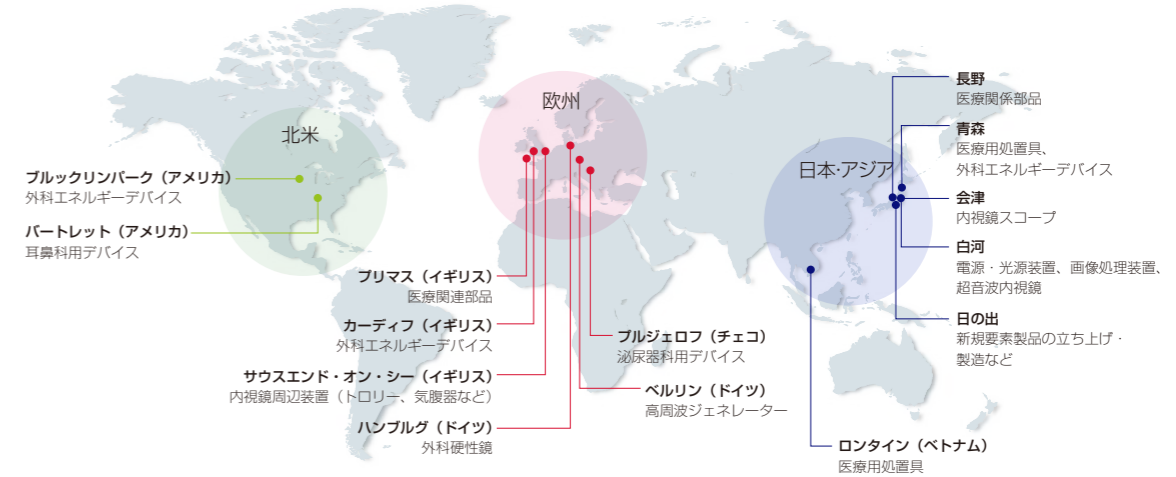 北米
ブルックリンパーク（アメリカ）
外科エネルギーデバイス
バートレット（アメリカ）
耳鼻科用デバイス
欧州
プリマス（イギリス）
医療関連部品
カーディフ（イギリス）
外科エネルギーデバイス
サウスエンド・オン・シー（イギリス）
内視鏡周辺装置（トロリー、気腹器など）
ハンブルグ（ドイツ）
外科硬性鏡
プルジェロフ（チェコ）
泌尿器科用デバイス
ベルリン（ドイツ）
高周波ジェネレーター
日本・アジア
長野
医療関係部品
青森
医療用処置具、
外科エネルギーデバイス
会津
内視鏡スコープ
白河
電源・光源装置、画像処理装置、
超音波内視鏡
日の出
新規要素製品の立ち上げ・
製造など
ロンタイン（ベトナム）
医療用処置具